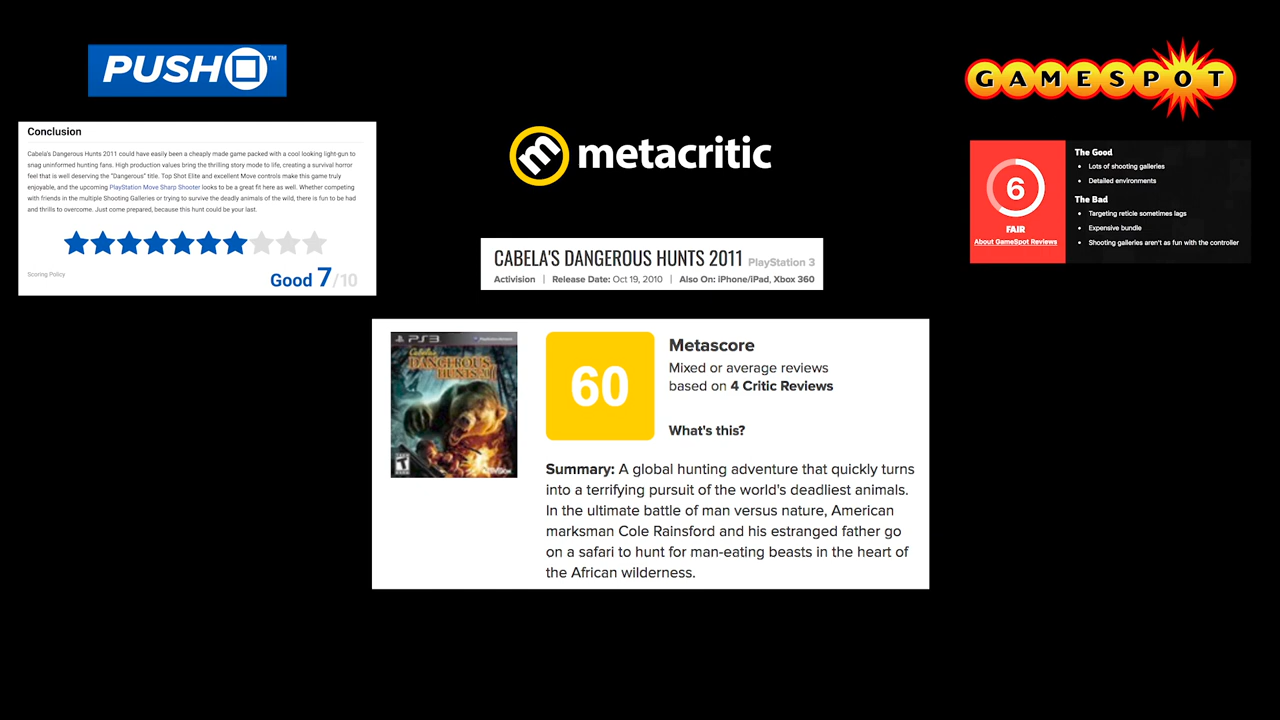 PUSH ™
Conclusion
Cabela's Dangerous Hunts 2011 could have easily been a cheaply made game packed with a cool looking light-gun to
snag uninformed hunting fans. High production values bring the thrilling story mode to life, creating a survival horror
feel that is well deserving the "Dangerous" title. Top Shot Elite and excellent Move controls make this game truly
enjoyable, and the upcoming PlayStation Move Sharp Shooter looks to be a great fit here as well. Whether competing
with friends in the multiple Shooting Galleries or trying to survive the deadly animals of the wild, there is fun to be had
and thrills to overcome. Just come prepared, because this hunt could be your last.
Scoring Policy
Good 7/10
m metacritic
CABELA'S DANGEROUS HUNTS 2011 PlayStation 3
Activision | Release Date: Oct 19, 2010 | Also On: iPhone/iPad, Xbox 360
PS3
Cabela's
DANGEROUS
HUNTS 2011
T
ACTIVISION
60
Metascore
Mixed or average reviews
based on 4 Critic Reviews
What's this?
Summary: A global hunting adventure that quickly turns
into a terrifying pursuit of the world's deadliest animals.
In the ultimate battle of man versus nature, American
marksman Cole Rainsford and his estranged father go
on a safari to hunt for man-eating beasts in the heart of
the African wilderness.
GAMESPOT
6
FAIR
About GameSpot Reviews
The Good
• Lots of shooting galleries
• Detailed environments
The Bad
• Targeting reticle sometimes lags
• Expensive bundle
• Shooting galleries aren't as fun with the controller